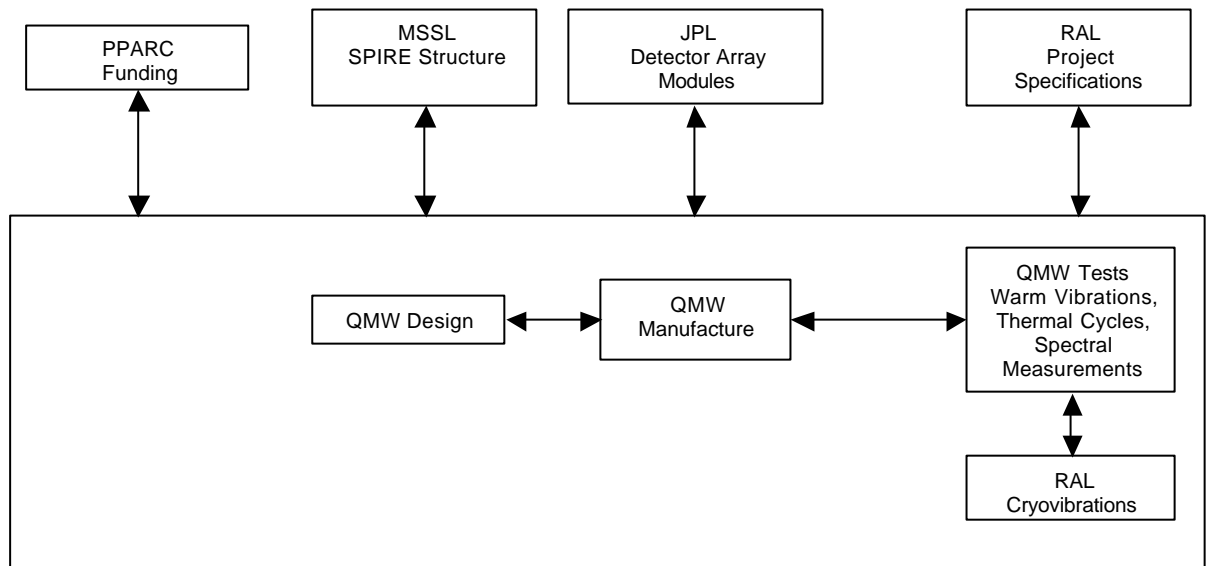 PPARC
Funding
MSSL
SPIRE Structure
JPL
Detector Array
Modules
RAL
Project
Specifications
QMW Design
QMW
Manufacture
QMW Tests
Warm Vibrations,
Thermal Cycles,
Spectral
Measurements
RAL
Cryovibrations